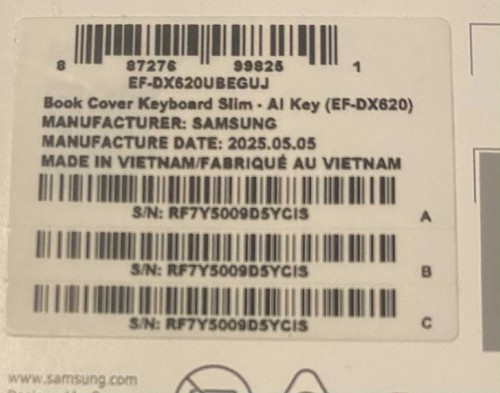 8 87276 99825 1
EF-DX620UBEGUJ
Book Cover Keyboard Slim - AI Key (EF-DX620)
MANUFACTURER: SAMSUNG
MANUFACTURE DATE: 2025.05.05
MADE IN VIETNAM/FABRIQUÉ AU VIETNAM
S/N: RF7Y5009D5YCIS A
S/N: RF7Y5009D5YCIS B
S/N: RF7Y5009D5YCIS C
www.samsung.com